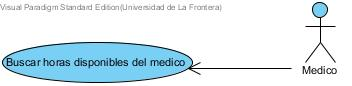 Visual Paradigm Standard Edition(Universidad de La Frontera)
Buscar horas disponibles del medico
Medico